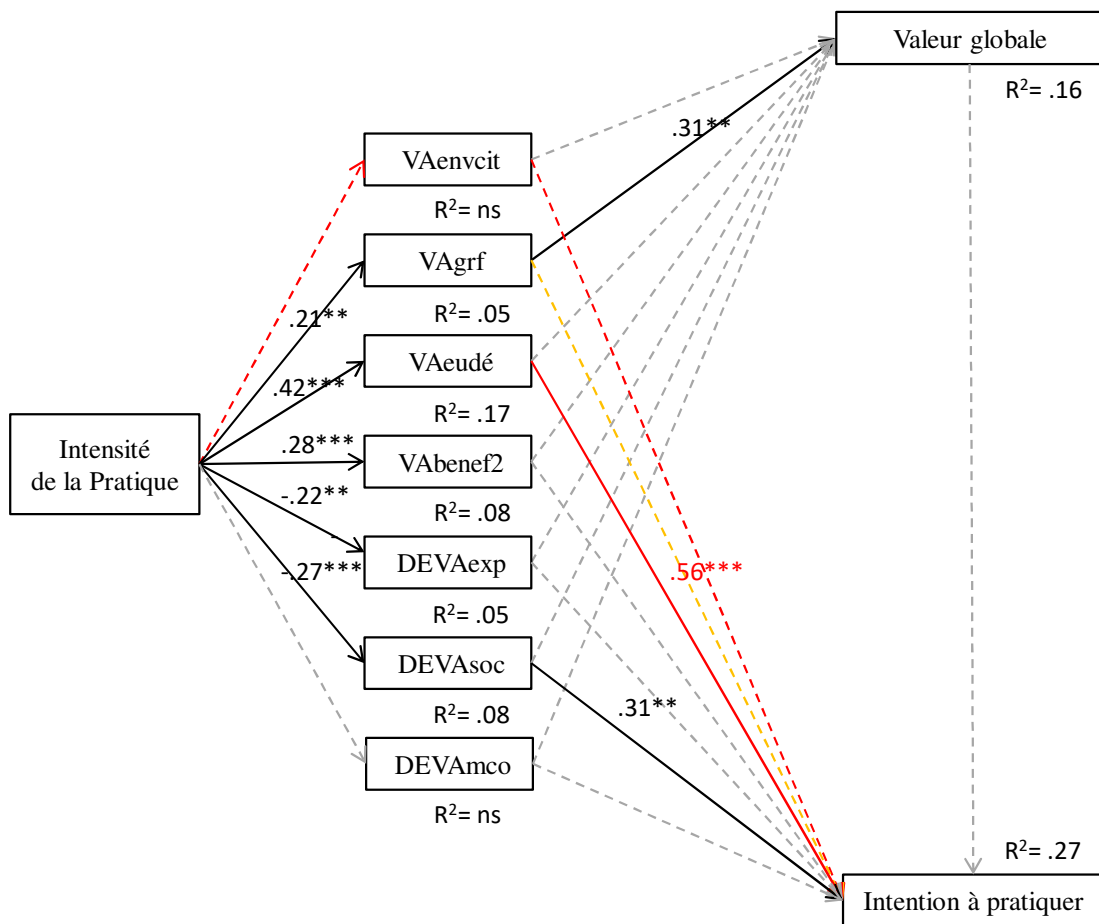 Valeur globale
R²= .16
.31**
VAenvcit
R²= ns
VAgrf
R²= .05
.21**
VAeudé
R²= .17
.42***
Intensité
de la Pratique
VAbenef2
R²= .08
.28***
-.22**
-
DEVAexp
R²= .05
.56***
-.27***
DEVAsoc
R²= .08
.31**
DEVAmco
R²= ns
R²= .27
Intention à pratiquer